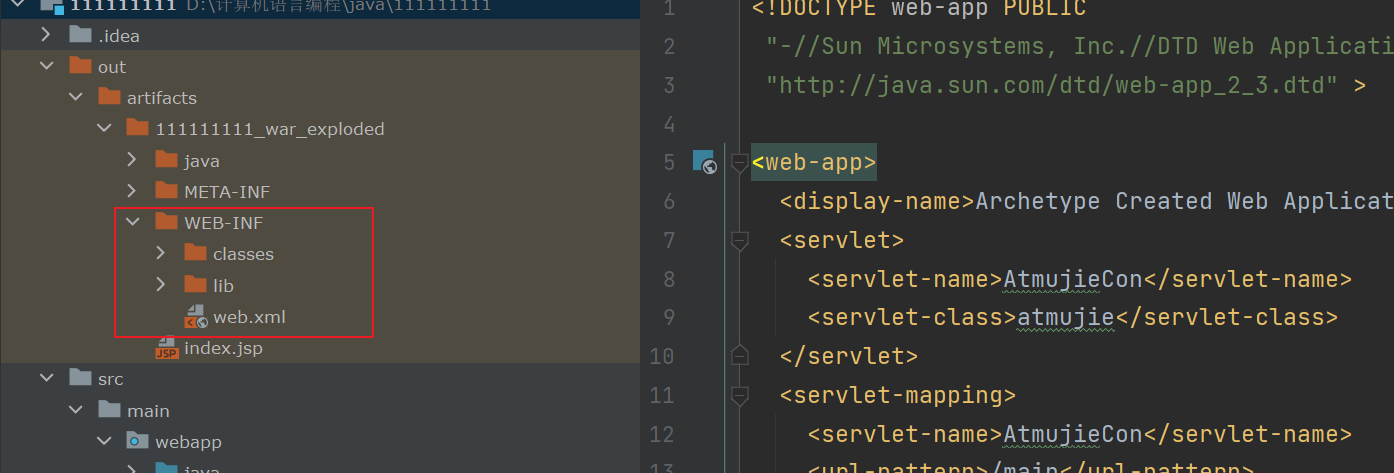 111111111 D:\计算机语言编程\java\111111111
.idea
out
artifacts
111111111_war_exploded
java
META-INF
WEB-INF
classes
lib
web.xml
index.jsp
src
main
webapp
java
1 <!DOCTYPE web-app PUBLIC
2 "-//Sun Microsystems, Inc.//DTD Web Applicati
3 "http://java.sun.com/dtd/web-app_2_3.dtd" >
4
5 <web-app>
6 <display-name>Archetype Created Web Applicat
7 <servlet>
8 <servlet-name>AtmujieCon</servlet-name>
9 <servlet-class>atmujie</servlet-class>
10 </servlet>
11 <servlet-mapping>
12 <servlet-name>AtmujieCon</servlet-name>
13 <url-pattern>/main</url-pattern>